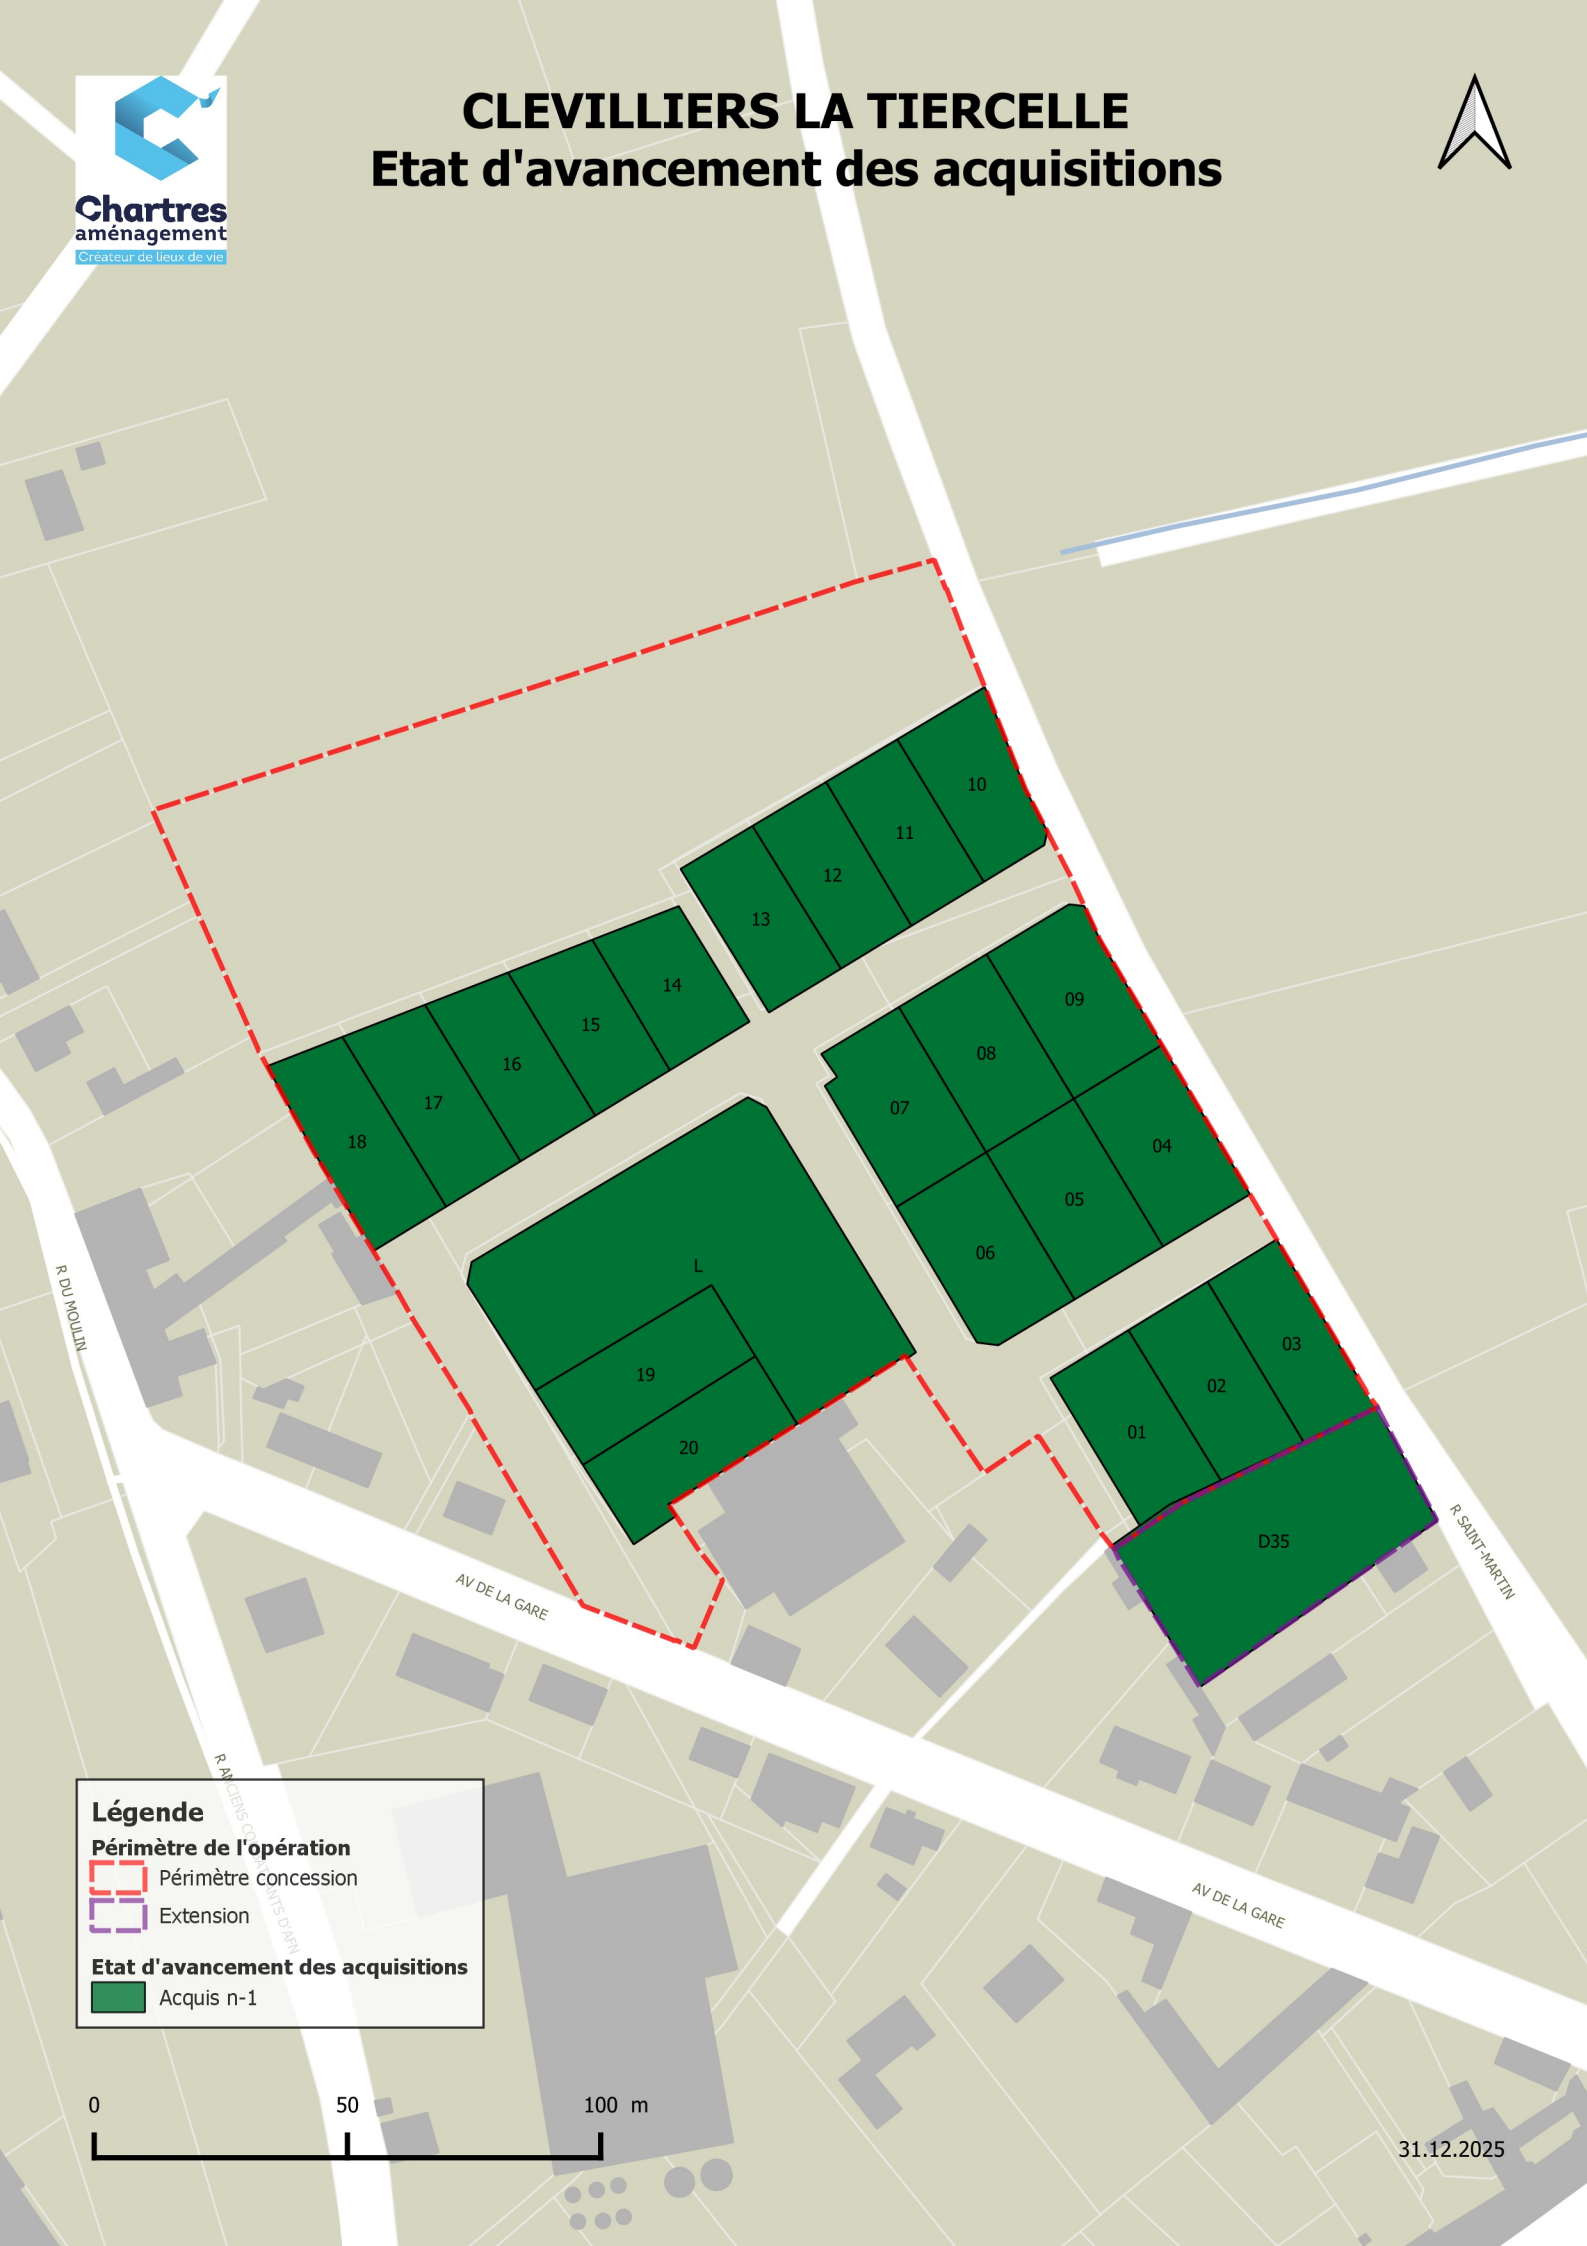 CLEVILLIERS LA TIERCELLE
Etat d'avancement des acquisitions
Chartres
aménagement
Créateur de lieux de vie
10
11
12
13
14
15
16
17
18
09
08
07
04
05
06
L
19
20
03
02
01
D35
R DU MOULIN
R SAINT-MARTIN
AV DE LA GARE
AV DE LA GARE
R ANCIENS COMBATTANTS D'AFN
Légende
Périmètre de l'opération
Périmètre concession
Extension
Etat d'avancement des acquisitions
Acquis n-1
0 50 100 m
31.12.2025